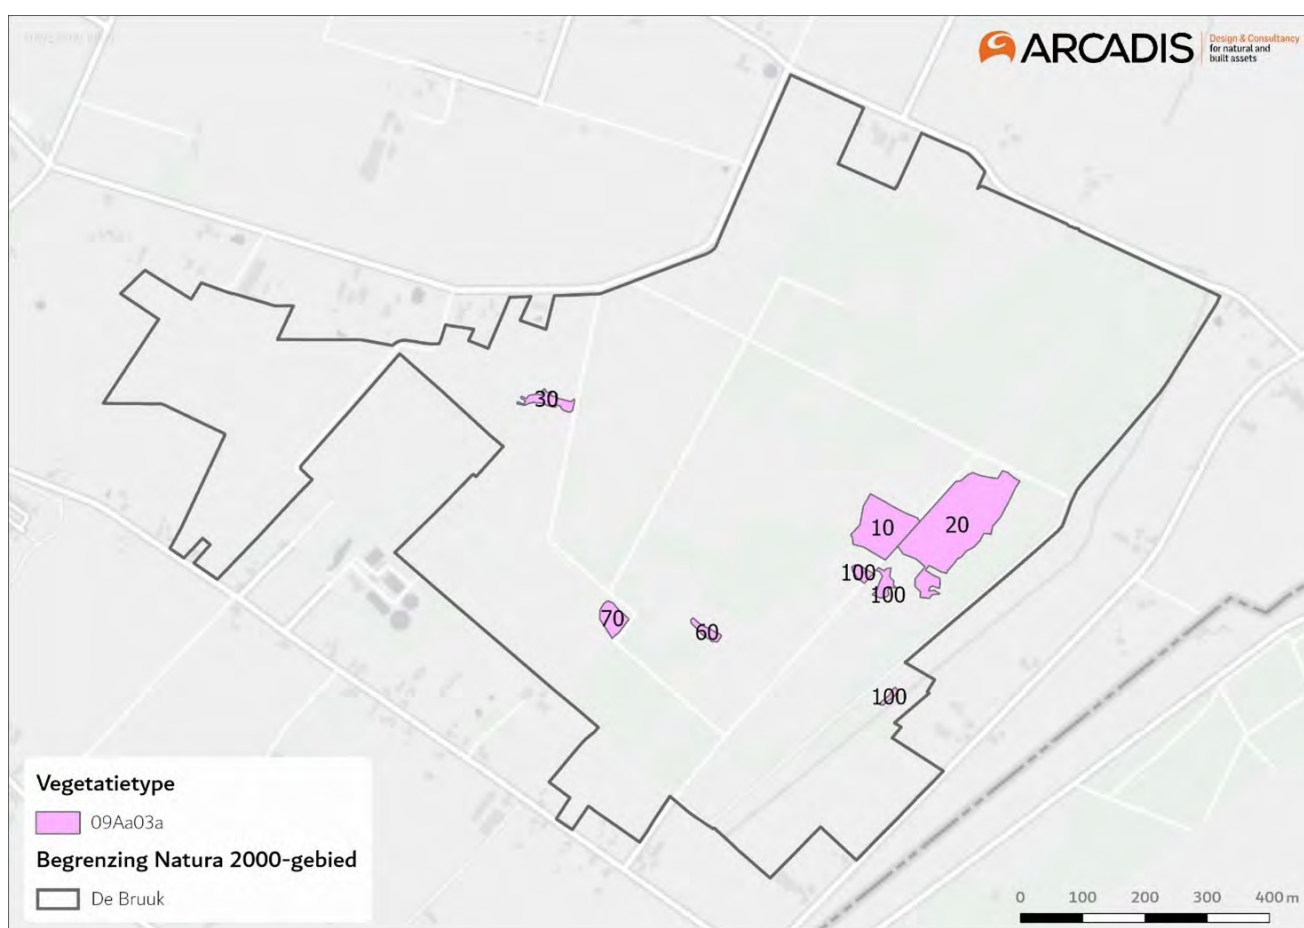 ARCADIS
Design & Consultancy
for natural and
built assets
30
10
20
100
100
70
60
100
Vegetatietype
09Aa03a
Begrenzing Natura 2000-gebied
De Bruuk
0 100 200 300 400 m